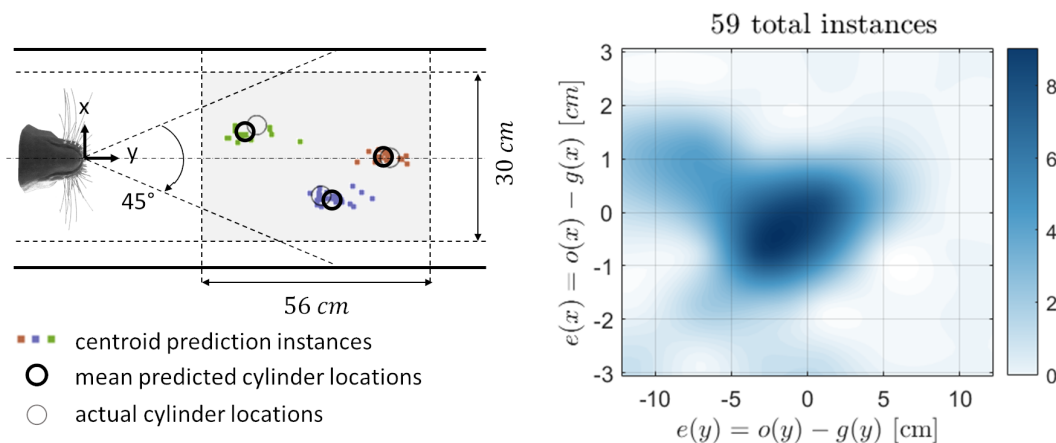 x
y
45°
30 cm
56 cm
centroid prediction instances
mean predicted cylinder locations
actual cylinder locations
59 total instances
e(x) = o(x) − g(x) [cm]
3
2
1
0
-1
-2
-3
-10 -5 0 5 10
e(y) = o(y) − g(y) [cm]
8
6
4
2
0